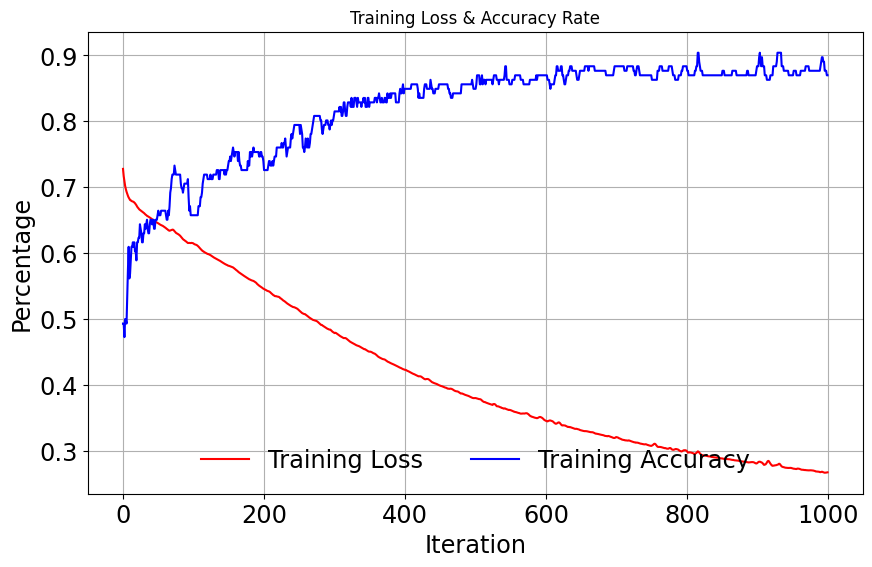 Training Loss & Accuracy Rate
0.9
0.8
0.7
0.6
0.5
0.4
0.3
Percentage
Training Loss
Training Accuracy
0 200 400 600 800 1000
Iteration